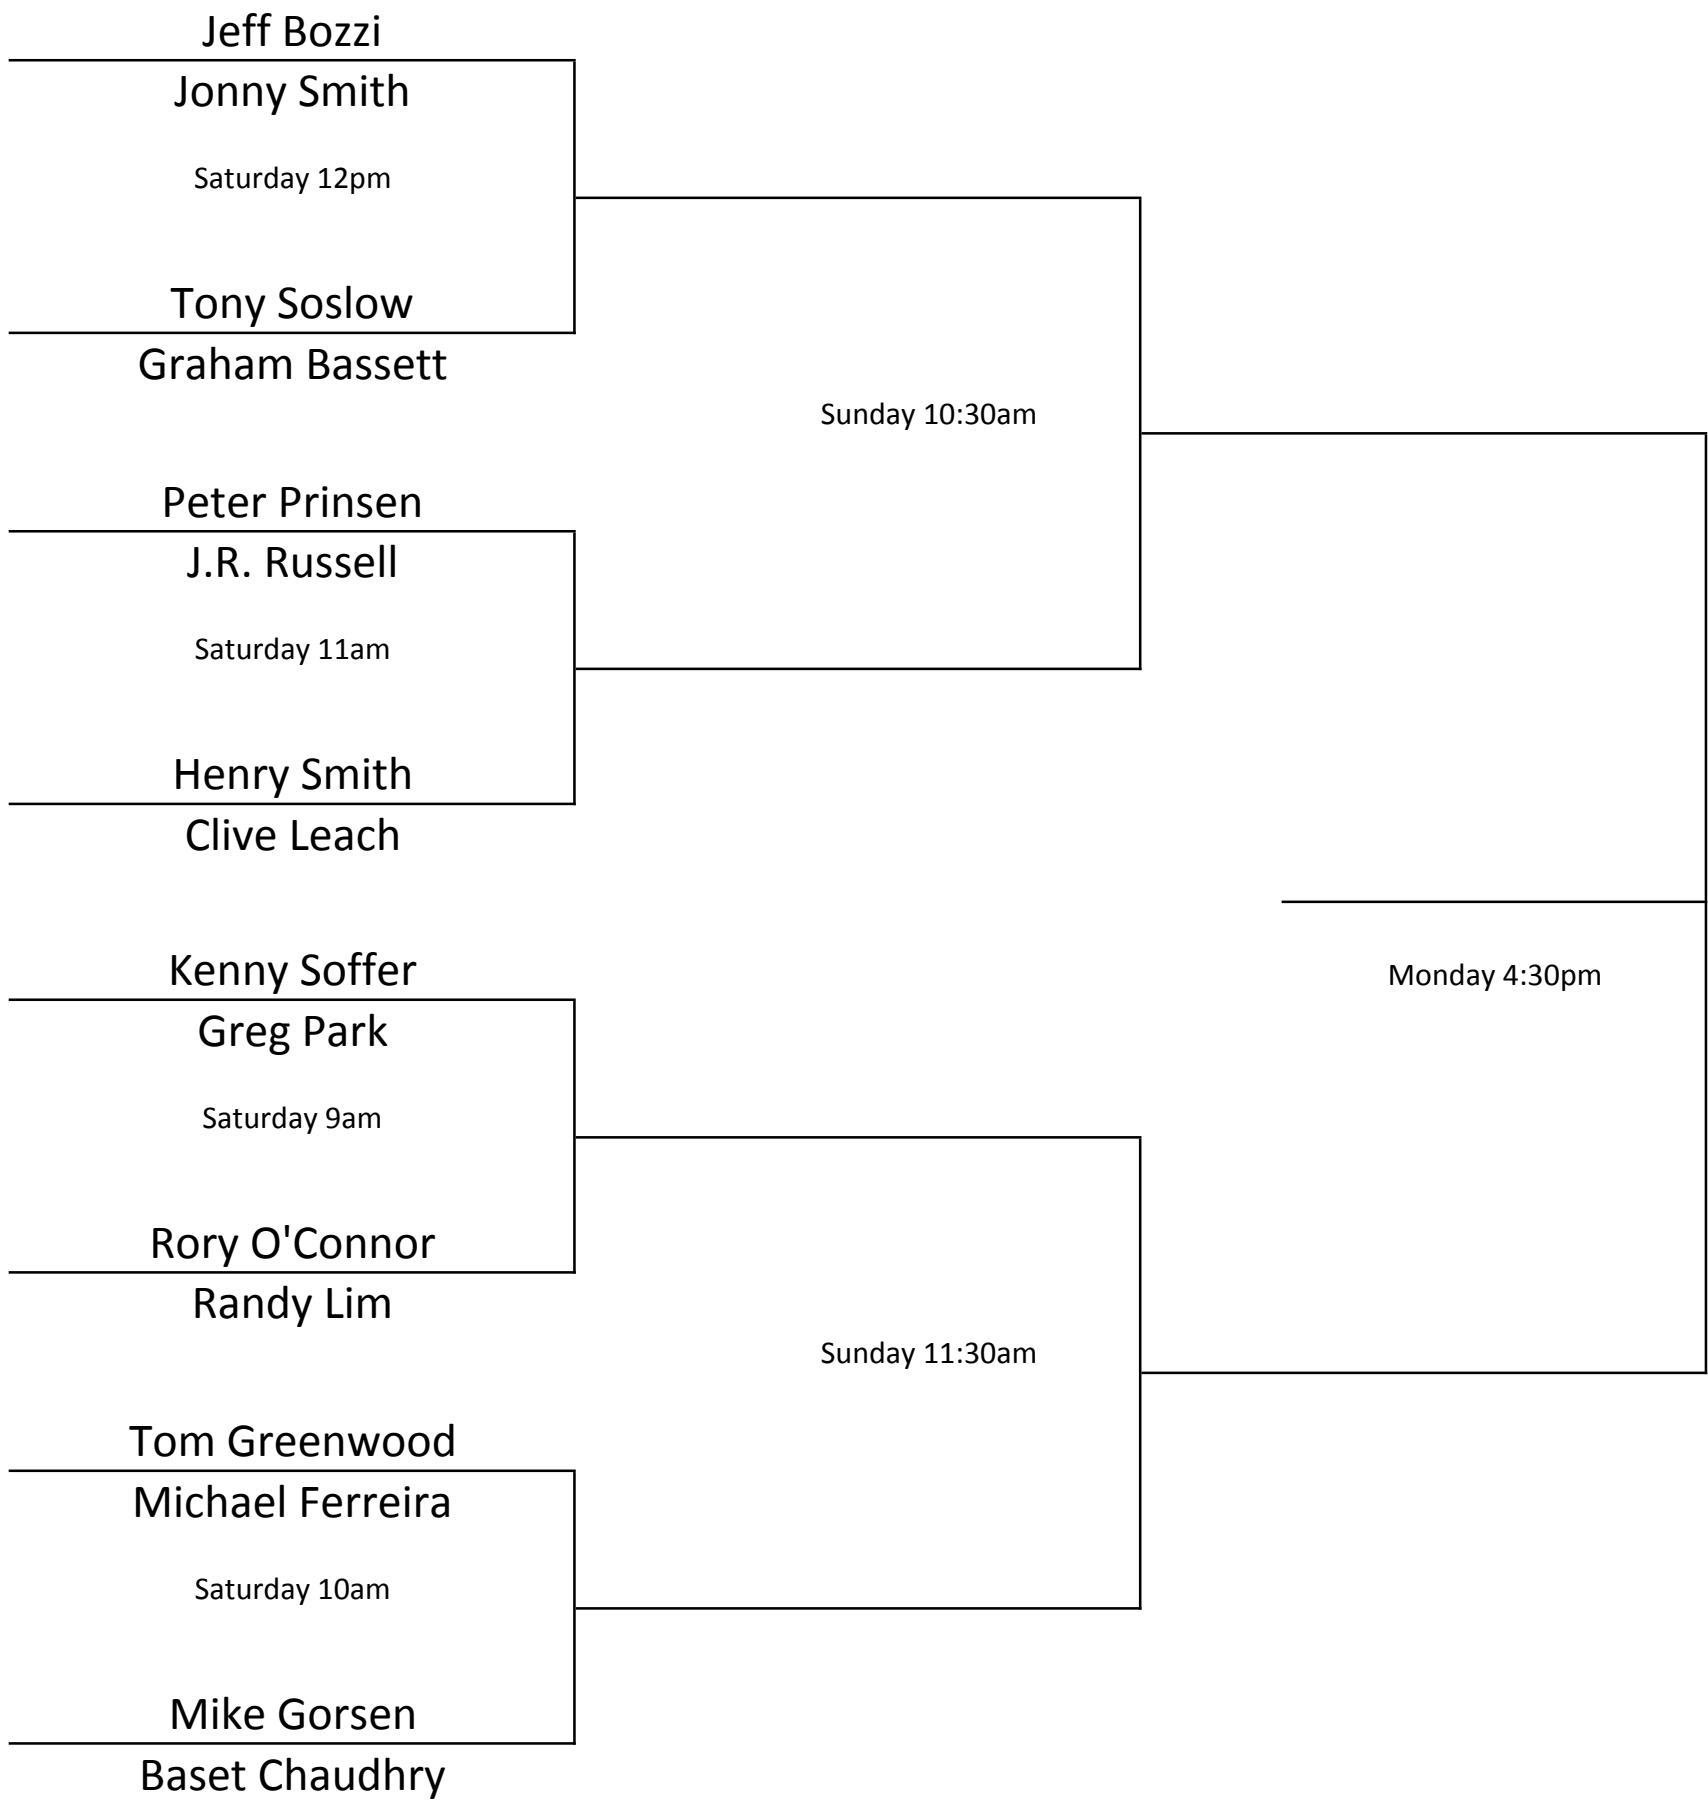 Jeff Bozzi
Jonny Smith
Saturday 12pm
Tony Soslow
Graham Bassett
Sunday 10:30am
Peter Prinsen
J.R. Russell
Saturday 11am
Henry Smith
Clive Leach
Kenny Soffer
Monday 4:30pm
Greg Park
Saturday 9am
Rory O'Connor
Randy Lim
Sunday 11:30am
Tom Greenwood
Michael Ferreira
Saturday 10am
Mike Gorsen
Baset Chaudhry